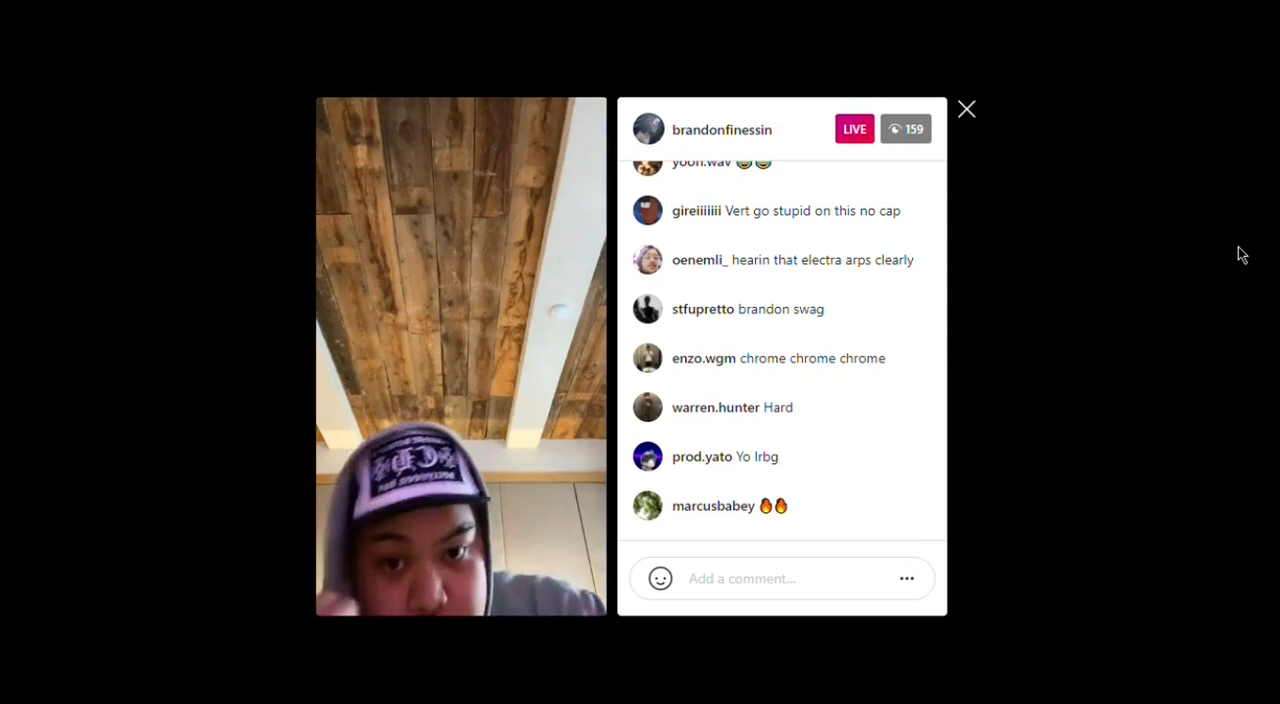 brandonfinessin
LIVE
159
yoon.wav
gireiiiiiii Vert go stupid on this no cap
oenemli_ hearin that electra arps clearly
stfupretto brandon swag
enzo.wgm chrome chrome chrome
warren.hunter Hard
prod.yato Yo lrbg
marcusbabey 🔥🔥
Add a comment...